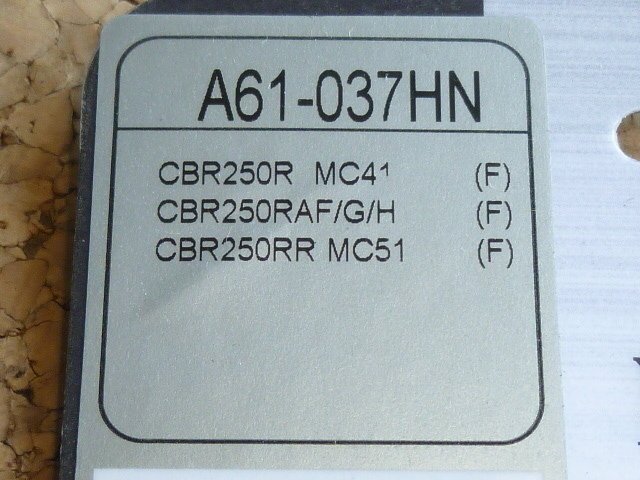 A61-037HN
CBR250R MC41 (F)
CBR250RAF/G/H (F)
CBR250RR MC51 (F)